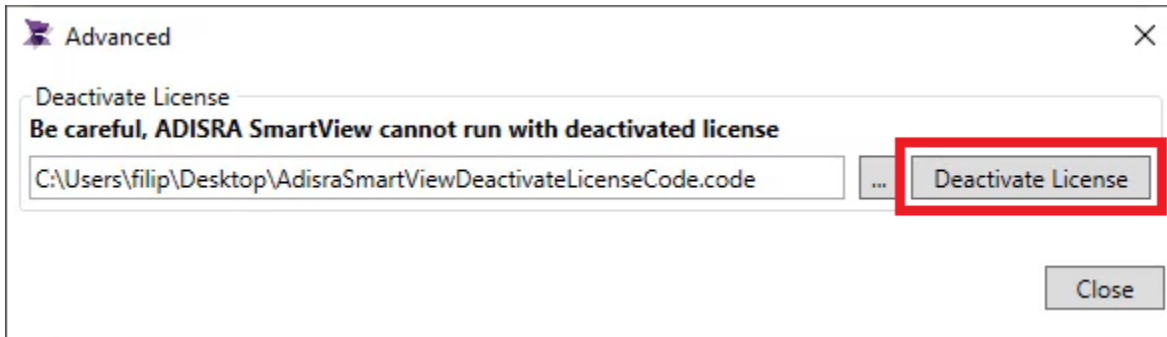 Advanced
Deactivate License
Be careful, ADISRA SmartView cannot run with deactivated license
C:\Users\filip\Desktop\AdisraSmartViewDeactivateLicenseCode.code ... Deactivate License
Close